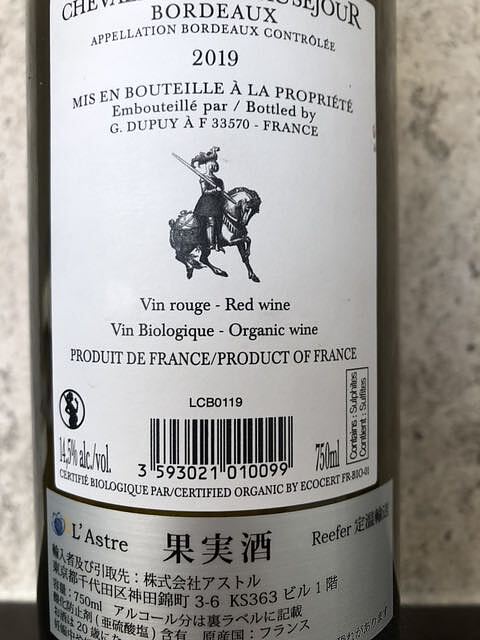 BORDEAUX
APPELLATION BORDEAUX CONTRÔLÉE
2019
MIS EN BOUTEILLE À LA PROPRIÉTÉ
Embouteillé par / Bottled by
G. DUPUY À F 33570 - FRANCE
Vin rouge - Red wine
Vin Biologique - Organic wine
PRODUIT DE FRANCE/PRODUCT OF FRANCE
LCB0119
14,5% alc./vol.
3 593021 010099
750ml
Contains : Sulphites
Contient : Sulfites
CERTIFIÉ BIOLOGIQUE PAR/CERTIFIED ORGANIC BY ECOCERT FR-BIO-01
L'Astre 果実酒 Reefer 定温輸送
輸入者及び引取先：株式会社アストル
東京都千代田区神田錦町 3-6 KS363 ビル 1 階
容量：750ml アルコール分は裏ラベルに記載
酸化防止剤 (亜硫酸塩) 含有 原産国：フランス